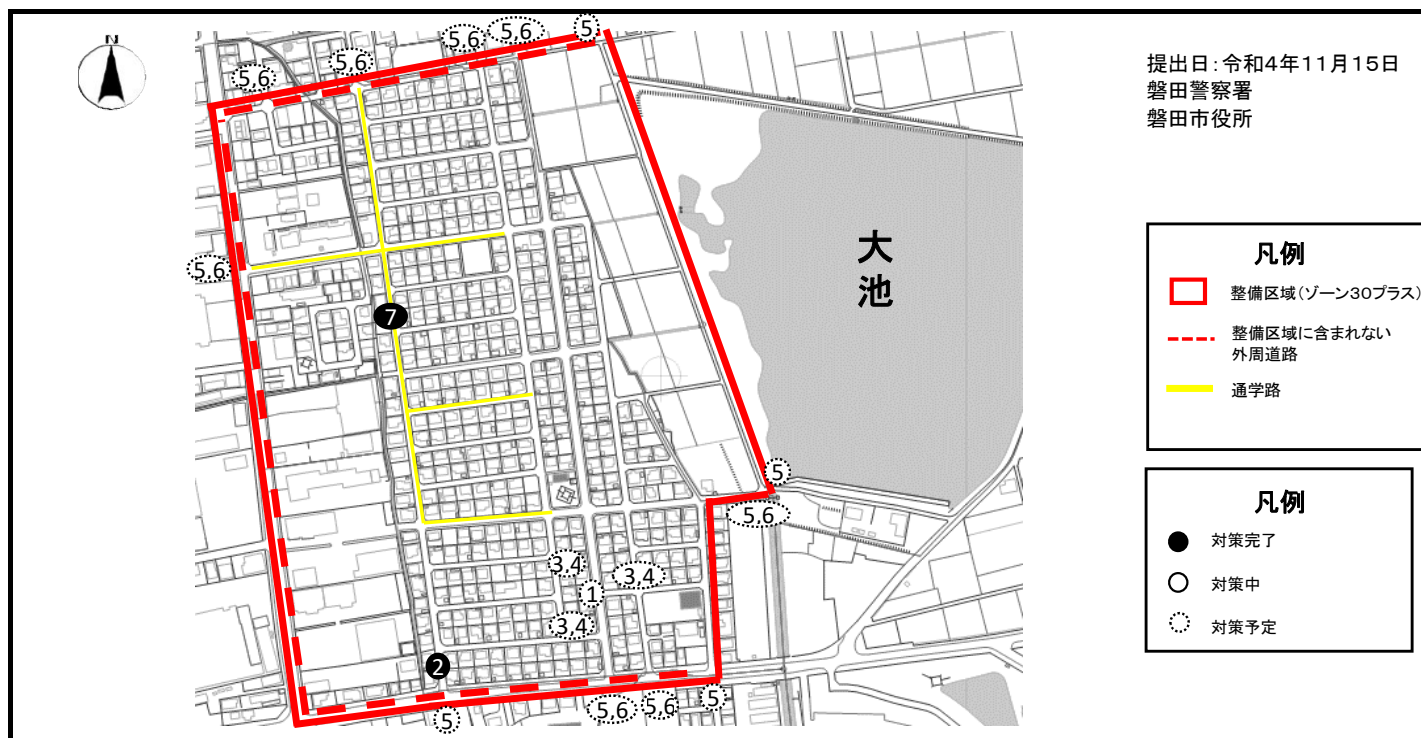 N
5,6
5,6
5,6
5,6
5
提出日:令和4年11月15日
磐田警察署
磐田市役所
大
池
5,6
7
凡例
整備区域(ゾーン30プラス)
整備区域に含まれない
外周道路
通学路
5
5,6
3,4
1
3,4
3,4
2
5
5,6
5,6
5
凡例
対策完了
対策中
対策予定